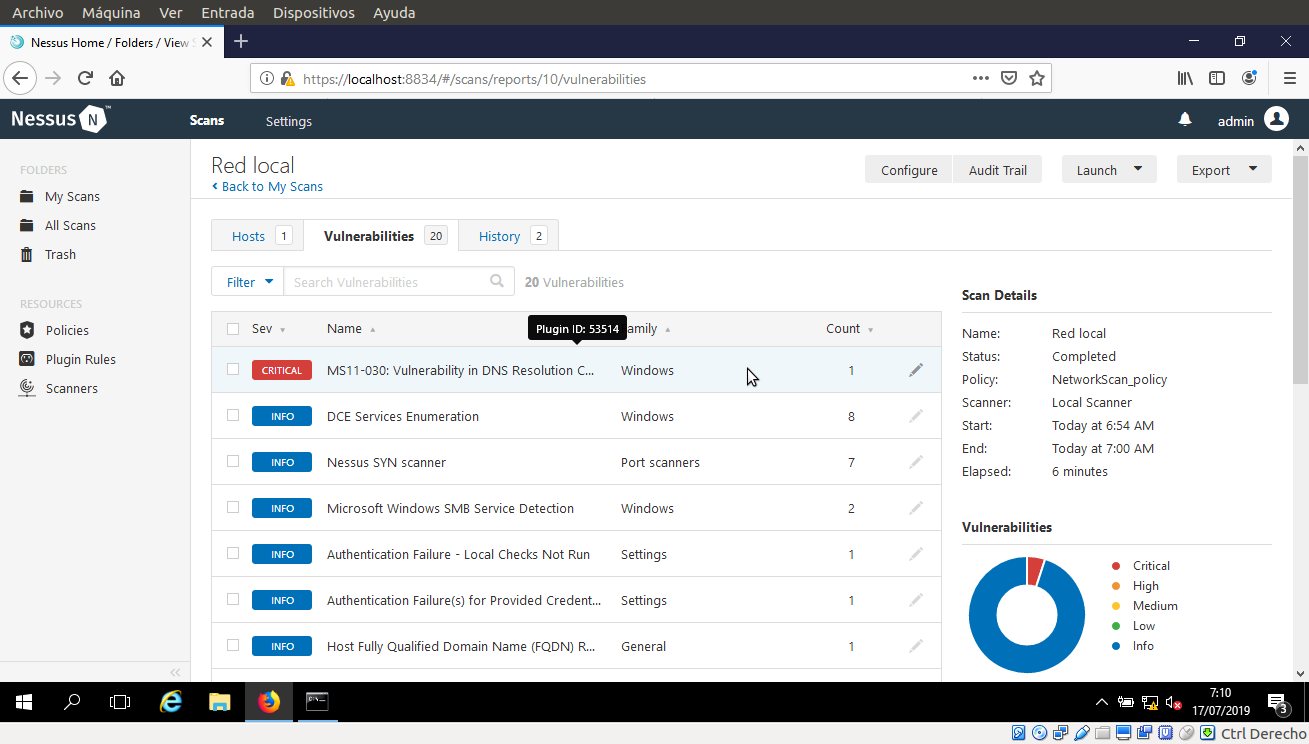 Archivo Máquina Ver Entrada Dispositivos Ayuda
Nessus Home / Folders / View S
https://localhost:8834/#/scans/reports/10/vulnerabilities
Nessus N ™ Scans Settings admin
FOLDERS
My Scans
All Scans
Trash
RESOURCES
Policies
Plugin Rules
Scanners
Red local
Back to My Scans
Configure Audit Trail Launch Export
Hosts 1 Vulnerabilities 20 History 2
Filter Search Vulnerabilities 20 Vulnerabilities
Plugin ID: 53514
Sev Name amily Count
CRITICAL MS11-030: Vulnerability in DNS Resolution C... Windows 1
INFO DCE Services Enumeration Windows 8
INFO Nessus SYN scanner Port scanners 7
INFO Microsoft Windows SMB Service Detection Windows 2
INFO Authentication Failure - Local Checks Not Run Settings 1
INFO Authentication Failure(s) for Provided Credent... Settings 1
INFO Host Fully Qualified Domain Name (FQDN) R... General 1
Scan Details
Name: Red local
Status: Completed
Policy: NetworkScan_policy
Scanner: Local Scanner
Start: Today at 6:54 AM
End: Today at 7:00 AM
Elapsed: 6 minutes
Vulnerabilities
Critical
High
Medium
Low
Info
7:10
17/07/2019
3
Ctrl Derecho